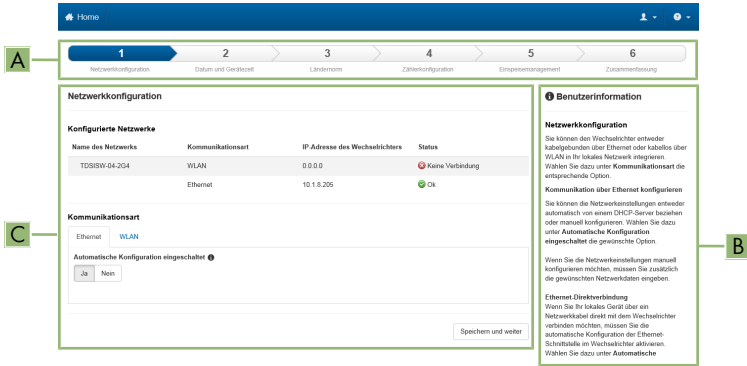 Home
1 2 3 4 5 6
Netzwerkkonfiguration Datum und Gerätezeit Ländernorm Zählerkonfiguration Einspeisemanagement Zusammenfassung
A
Netzwerkkonfiguration
Konfigurierte Netzwerke
Name des Netzwerks Kommunikationsart IP-Adresse des Wechselrichters Status
TDSISW-04-2G4 WLAN 0.0.0.0 Keine Verbindung
Ethernet 10.1.8.205 Ok
C
Kommunikationsart
Ethernet WLAN
Automatische Konfiguration eingeschaltet
Ja Nein
Speichern und weiter
Benutzerinformation
Netzwerkkonfiguration
Sie können den Wechselrichter entweder
kabelgebunden über Ethernet oder kabellos über
WLAN in Ihr lokales Netzwerk integrieren.
Wählen Sie dazu unter Kommunikationsart die
entsprechende Option.
Kommunikation über Ethernet konfigurieren
Sie können die Netzwerkeinstellungen entweder
automatisch von einem DHCP-Server beziehen
oder manuell konfigurieren. Wählen Sie dazu
unter Automatische Konfiguration
eingeschaltet die gewünschte Option.
B
Wenn Sie die Netzwerkeinstellungen manuell
konfigurieren möchten, müssen Sie zusätzlich
die gewünschten Netzwerkdaten eingeben.
Ethernet-Direktverbindung
Wenn Sie Ihr lokales Gerät über ein
Netzwerkkabel direkt mit dem Wechselrichter
verbinden möchten, müssen Sie die
automatische Konfiguration der Ethernet-
Schnittstelle im Wechselrichter aktivieren.
Wählen Sie dazu unter Automatische